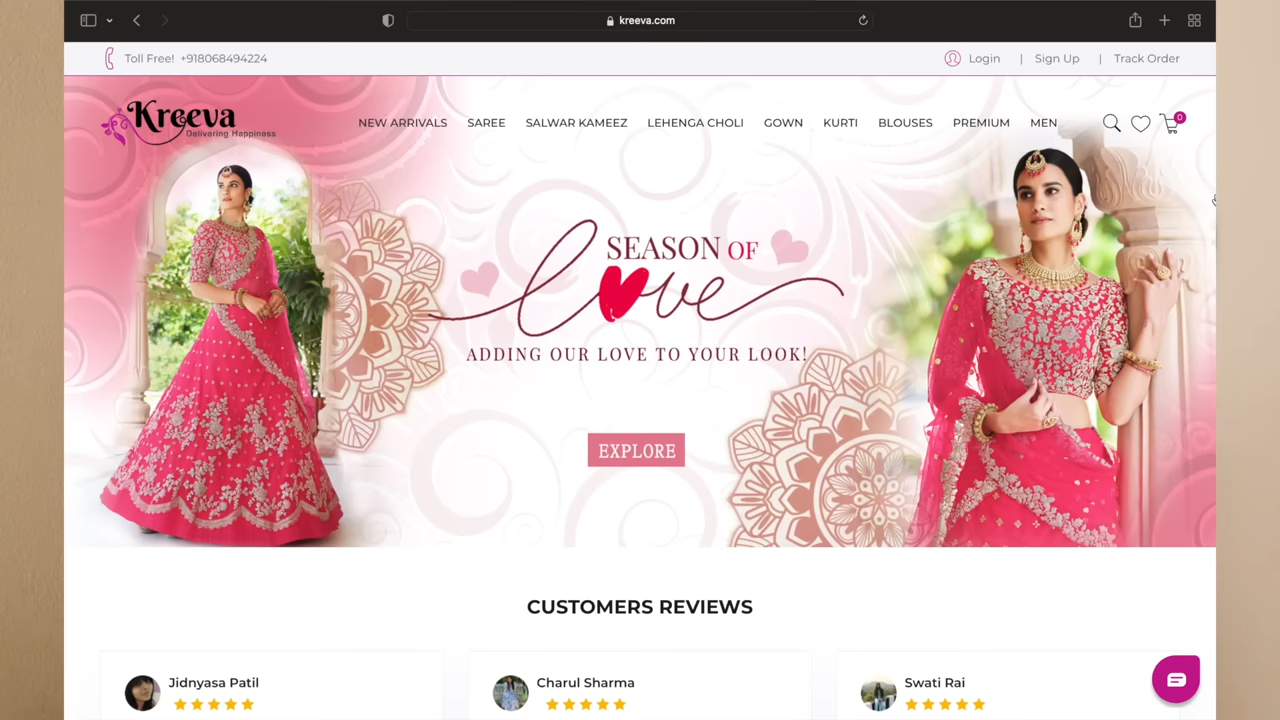 kreeva.com
Toll Free! +918068494224
Login | Sign Up | Track Order
Kreeva
Delivering Happiness
NEW ARRIVALS SAREE SALWAR KAMEEZ LEHENGA CHOLI GOWN KURTI BLOUSES PREMIUM MEN
0
SEASON OF
love
ADDING OUR LOVE TO YOUR LOOK!
EXPLORE
CUSTOMERS REVIEWS
Jidnyasa Patil
Charul Sharma
Swati Rai